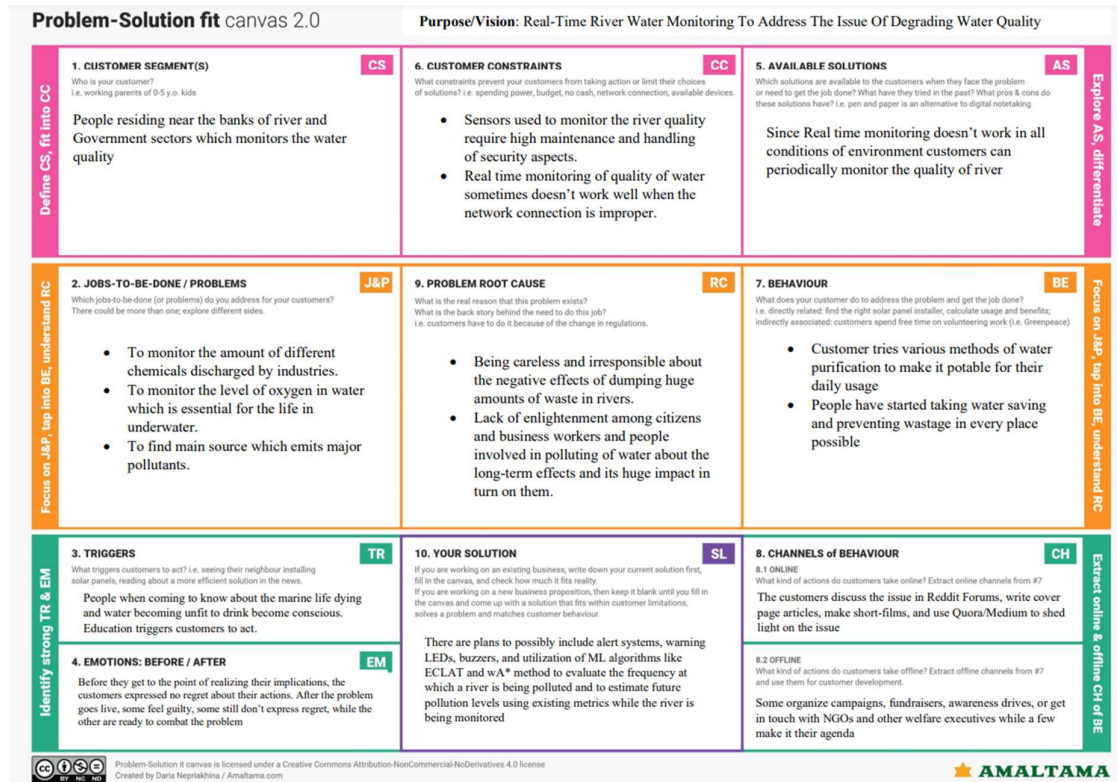 Problem-Solution fit canvas 2.0
Purpose/Vision: Real-Time River Water Monitoring To Address The Issue Of Degrading Water Quality
Define CS, fit into CC
1. CUSTOMER SEGMENT(S)
CS
Who is your customer?
i.e. working parents of 0-5 y.o. kids
People residing near the banks of river and
Government sectors which monitors the water
quality
6. CUSTOMER CONSTRAINTS
CC
What constraints prevent your customers from taking action or limit their choices
of solutions? i.e. spending power, budget, no cash, network connection, available devices.
• Sensors used to monitor the river quality
require high maintenance and handling
of security aspects.
• Real time monitoring of quality of water
sometimes doesn't work well when the
network connection is improper.
5. AVAILABLE SOLUTIONS
AS
Which solutions are available to the customers when they face the problem
or need to get the job done? What have they tried in the past? What pros & cons do
these solutions have? i.e. pen and paper is an alternative to digital notetaking
Since Real time monitoring doesn't work in all
conditions of environment customers can
periodically monitor the quality of river
Explore AS, differentiate
Focus on J&P, tap into BE, understand RC
2. JOBS-TO-BE-DONE / PROBLEMS
J&P
Which jobs-to-be-done (or problems) do you address for your customers?
There could be more than one; explore different sides.
• To monitor the amount of different
chemicals discharged by industries.
• To monitor the level of oxygen in water
which is essential for the life in
underwater.
• To find main source which emits major
pollutants.
9. PROBLEM ROOT CAUSE
RC
What is the real reason that this problem exists?
What is the back story behind the need to do this job?
i.e. customers have to do it because of the change in regulations.
• Being careless and irresponsible about
the negative effects of dumping huge
amounts of waste in rivers.
• Lack of enlightenment among citizens
and business workers and people
involved in polluting of water about the
long-term effects and its huge impact in
turn on them.
7. BEHAVIOUR
BE
What does your customer do to address the problem and get the job done?
i.e. directly related: find the right solar panel installer, calculate usage and benefits;
indirectly associated: customers spend free time on volunteering work (i.e. Greenpeace)
• Customer tries various methods of water
purification to make it potable for their
daily usage
• People have started taking water saving
and preventing wastage in every place
possible
Focus on J&P, tap into BE, understand RC
Identify strong TR & EM
3. TRIGGERS
TR
What triggers customers to act? i.e. seeing their neighbour installing
solar panels, reading about a more efficient solution in the news.
People when coming to know about the marine life dying
and water becoming unfit to drink become conscious.
Education triggers customers to act.
4. EMOTIONS: BEFORE / AFTER
EM
Before they get to the point of realizing their implications, the
customers expressed no regret about their actions. After the problem
goes live, some feel guilty, some still don't express regret, while the
other are ready to combat the problem
10. YOUR SOLUTION
SL
If you are working on an existing business, write down your current solution first,
fill in the canvas, and check how much it fits reality.
If you are working on a new business proposition, then keep it blank until you fill in
the canvas and come up with a solution that fits within customer limitations,
solves a problem and matches customer behaviour.
There are plans to possibly include alert systems, warning
LEDs, buzzers, and utilization of ML algorithms like
ECLAT and wA* method to evaluate the frequency at
which a river is being polluted and to estimate future
pollution levels using existing metrics while the river is
being monitored
8. CHANNELS of BEHAVIOUR
CH
8.1 ONLINE
What kind of actions do customers take online? Extract online channels from #7
The customers discuss the issue in Reddit Forums, write cover
page articles, make short-films, and use Quora/Medium to shed
light on the issue
8.2 OFFLINE
What kind of actions do customers take offline? Extract offline channels from #7
and use them for customer development.
Some organize campaigns, fundraisers, awareness drives, or get
in touch with NGOs and other welfare executives while a few
make it their agenda
Extract online & offline CH of BE
CC
BY NC ND
Problem-Solution it canvas is licensed under a Creative Commons Attribution-NonCommercial-NoDerivatives 4.0 license
Created by Daria Nepriakhina / Amaltama.com
AMALTAMA